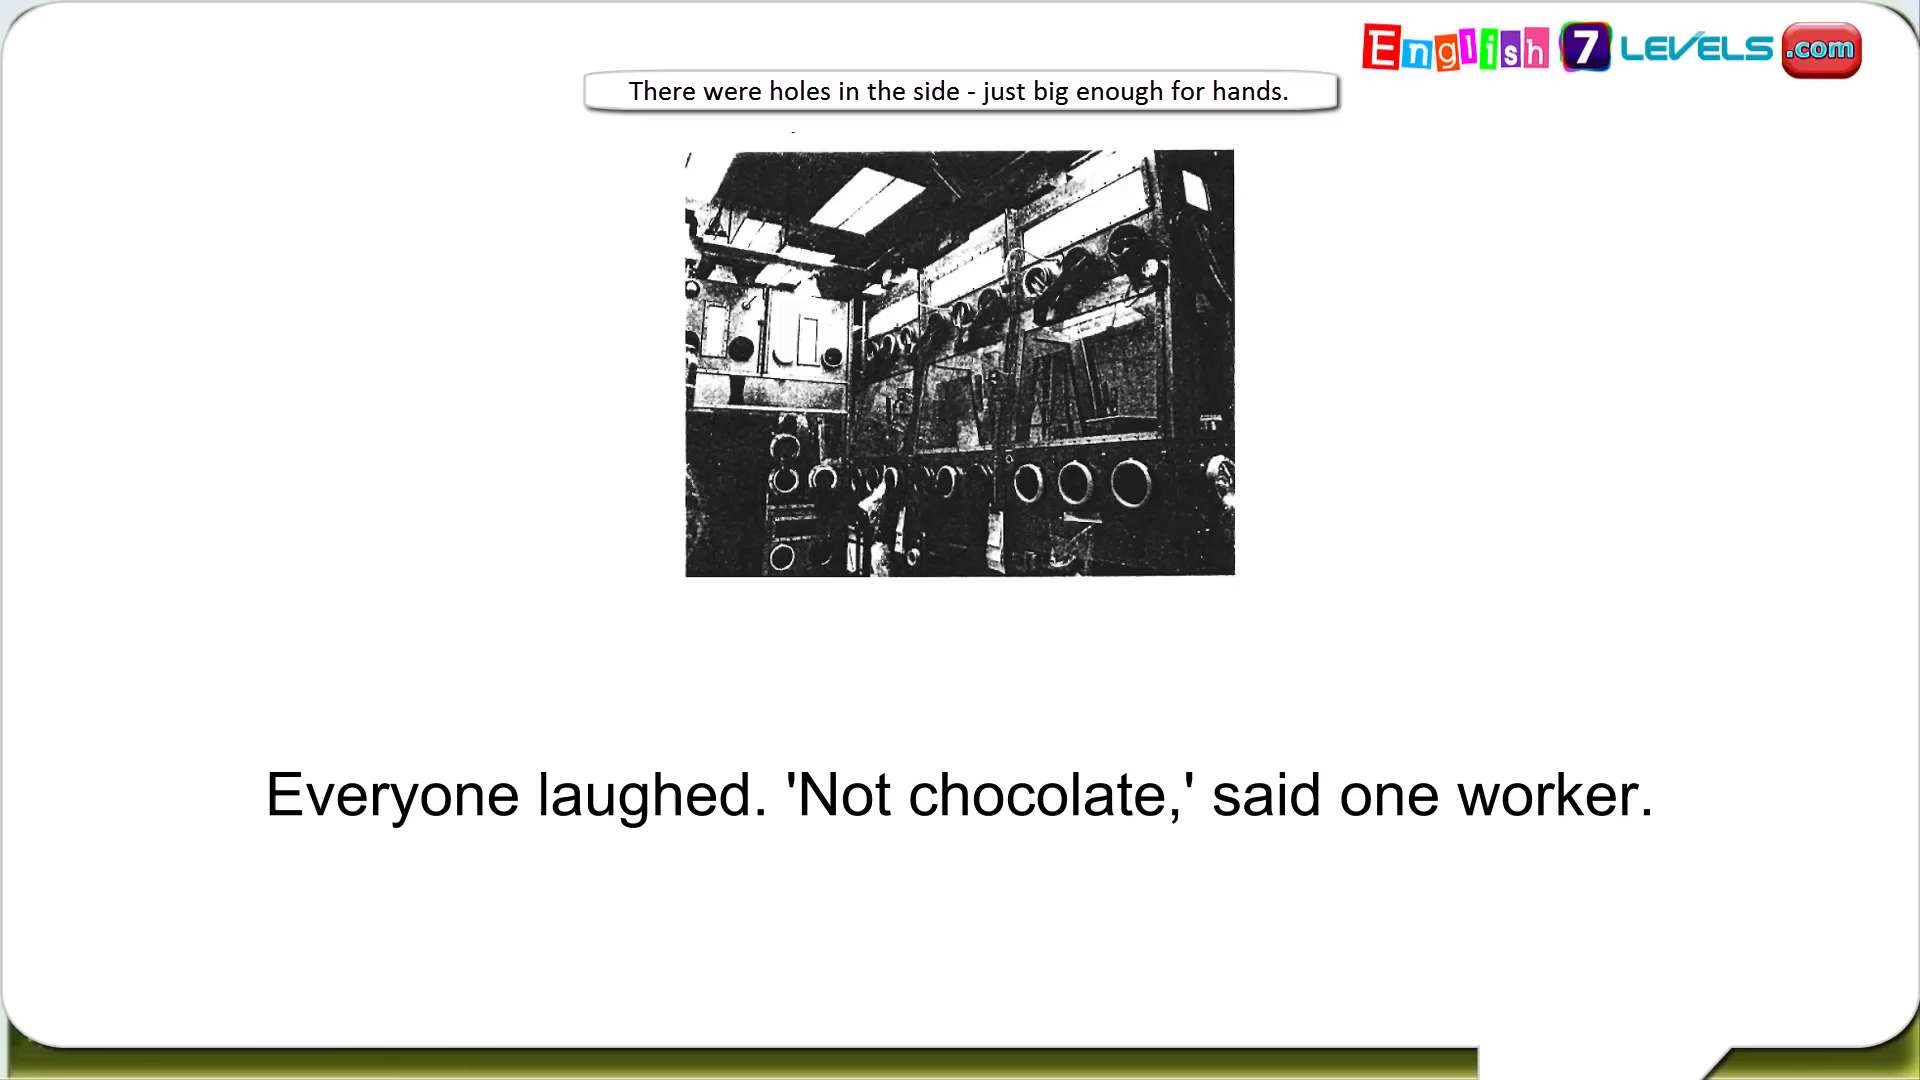 English 7 LEVELS .com
There were holes in the side - just big enough for hands.
Everyone laughed. 'Not chocolate,' said one worker.